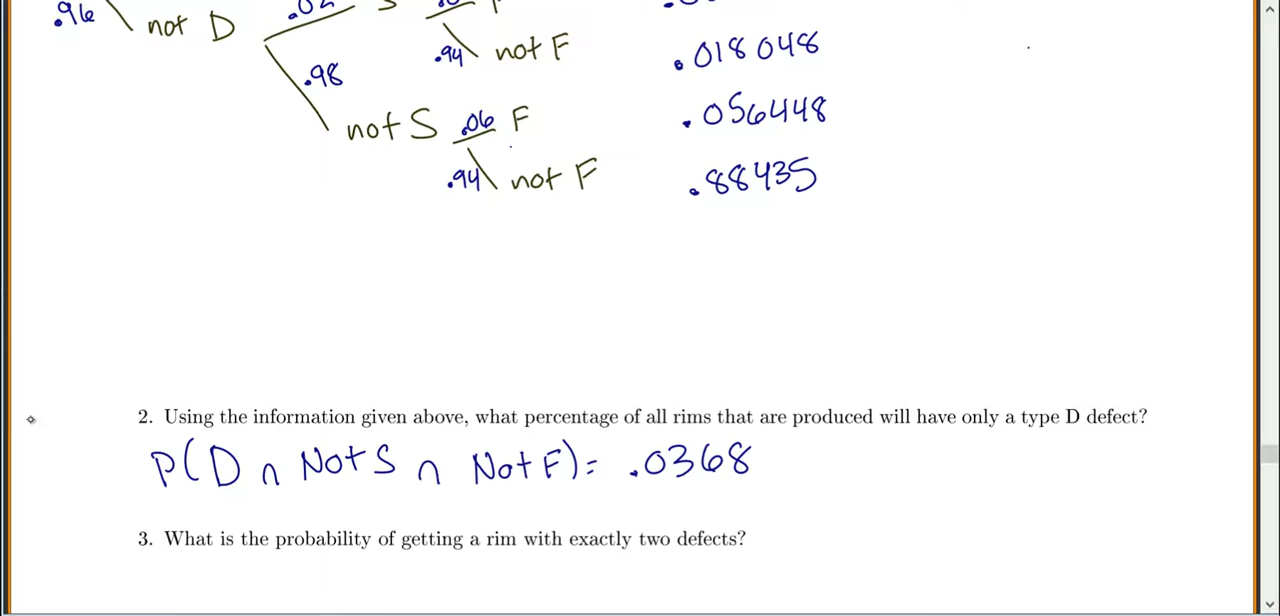 .96 not D .02 S
.94 not F .018048
.98
not S .06 F .056448
.94 not F .88435
2. Using the information given above, what percentage of all rims that are produced will have only a type D defect?
P(D ∩ Not S ∩ Not F) = .0368
3. What is the probability of getting a rim with exactly two defects?